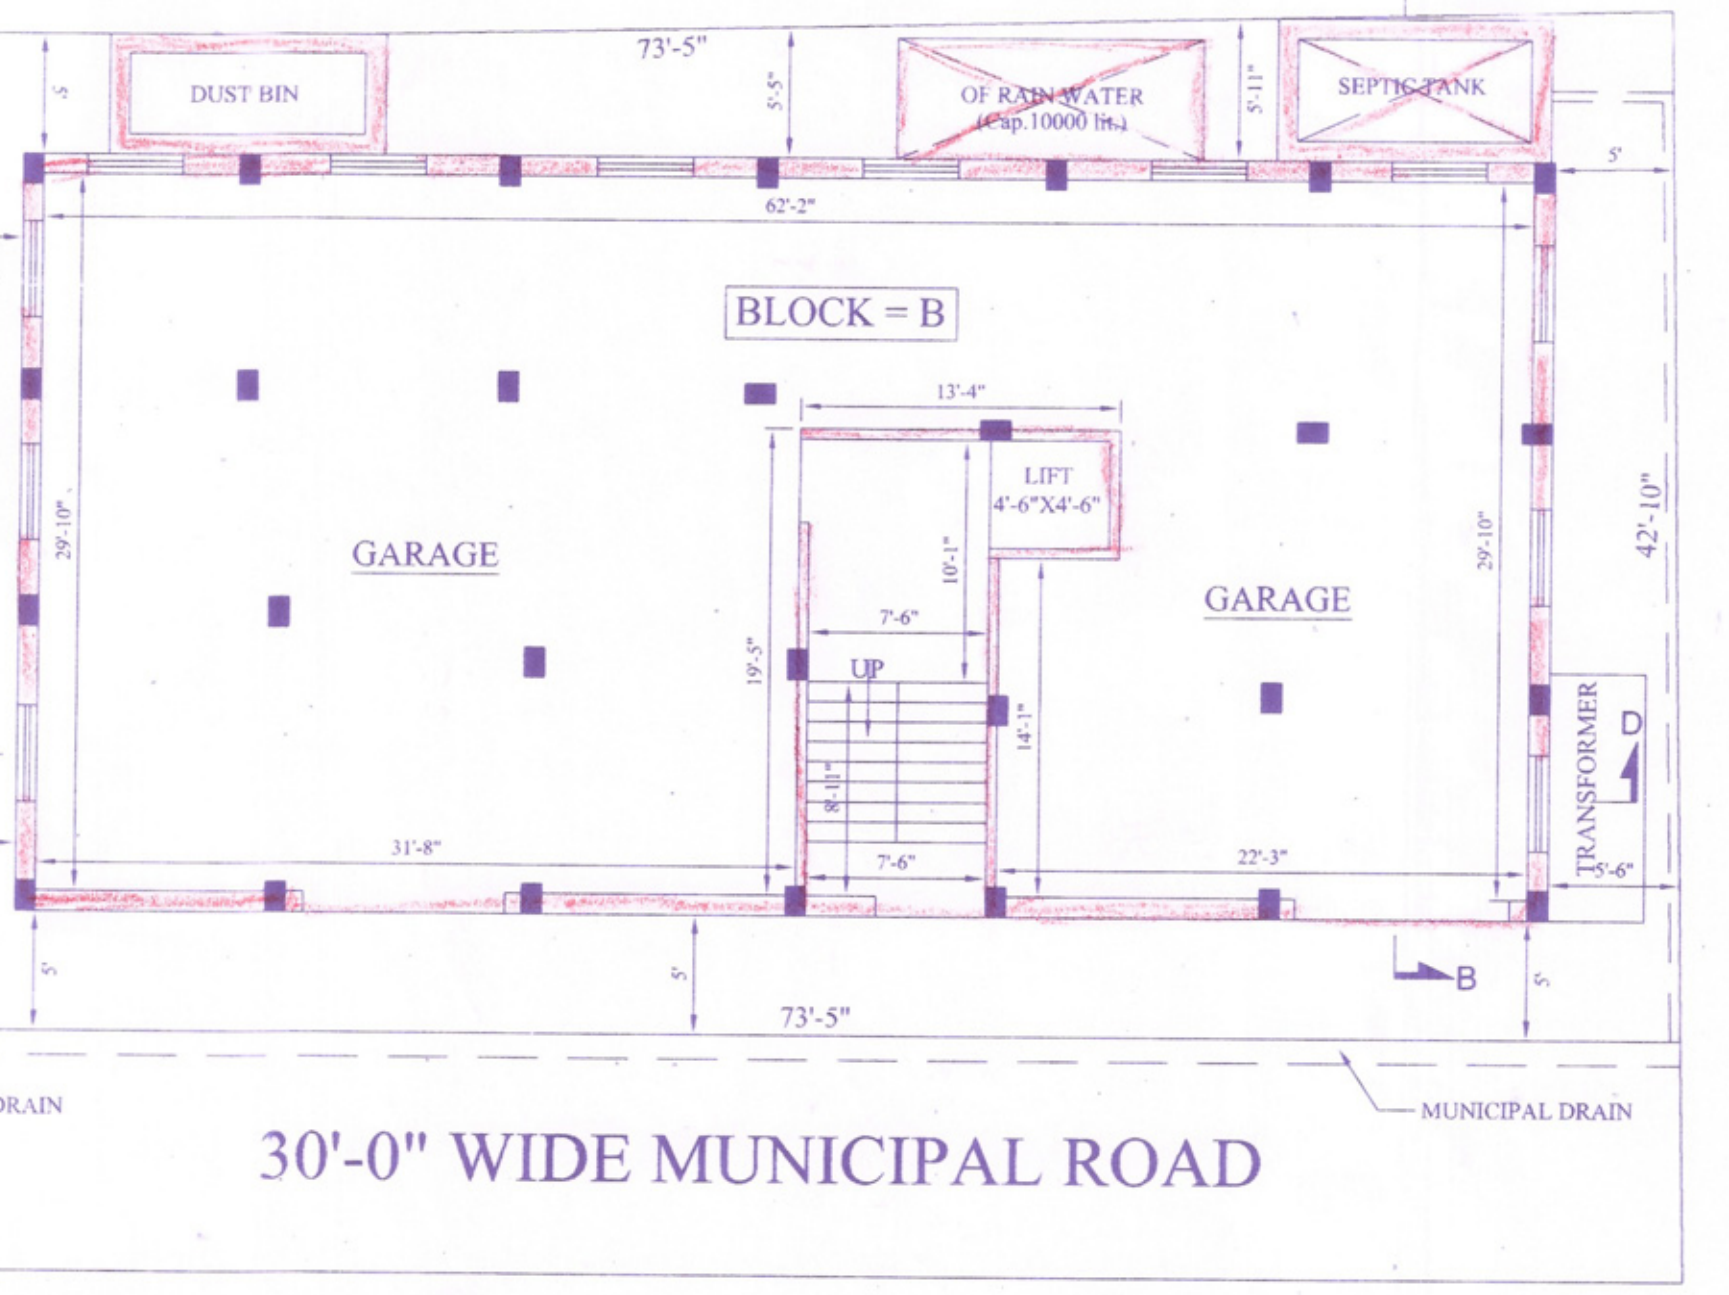 73'-5"
5'
DUST BIN
5'-5"
OF RAIN WATER
(Cap.10000 lit.)
5'-11"
SEPTIC TANK
5'
62'-2"
BLOCK = B
13'-4"
LIFT
4'-6"X4'-6"
29'-10"
GARAGE
10'-1"
29'-10"
42'-10"
GARAGE
7'-6"
19'-5"
UP
14'-1"
8'-11"
TRANSFORMER
D
31'-8"
7'-6"
22'-3"
5'-6"
5'
5'
B
5'
73'-5"
DRAIN
MUNICIPAL DRAIN
30'-0" WIDE MUNICIPAL ROAD